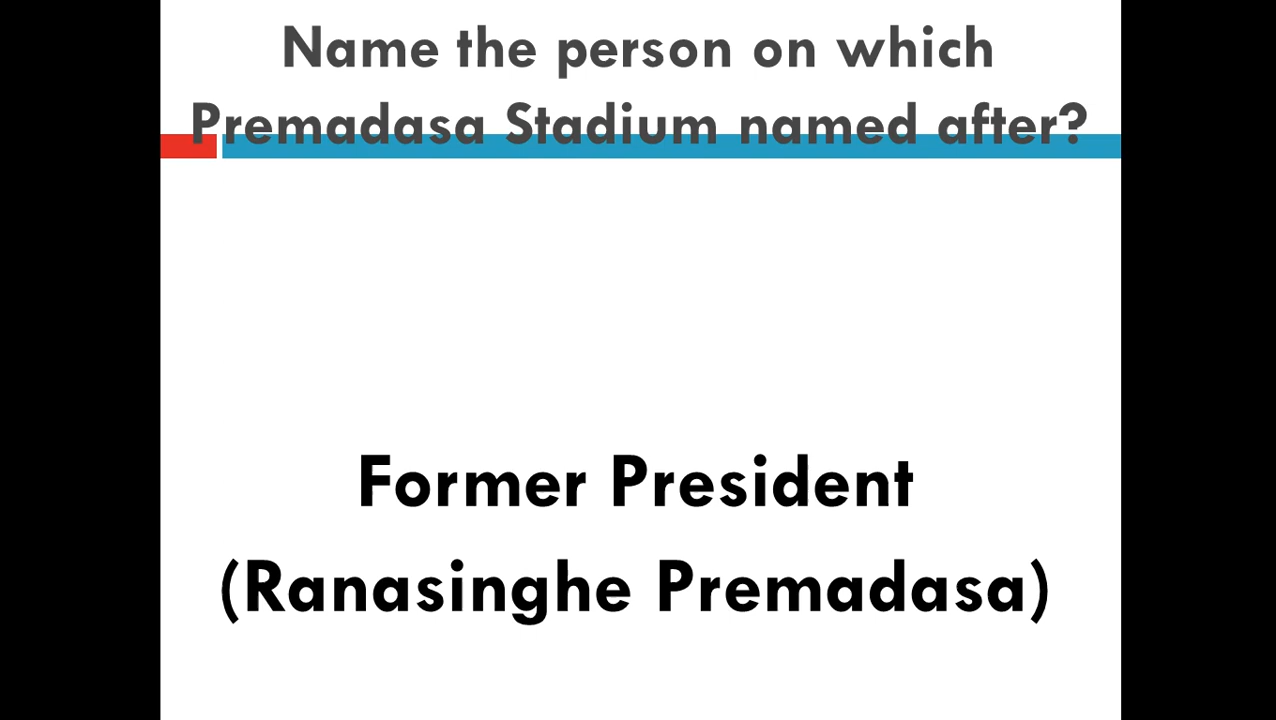 Name the person on which
Premadasa Stadium named after?
Former President
(Ranasinghe Premadasa)